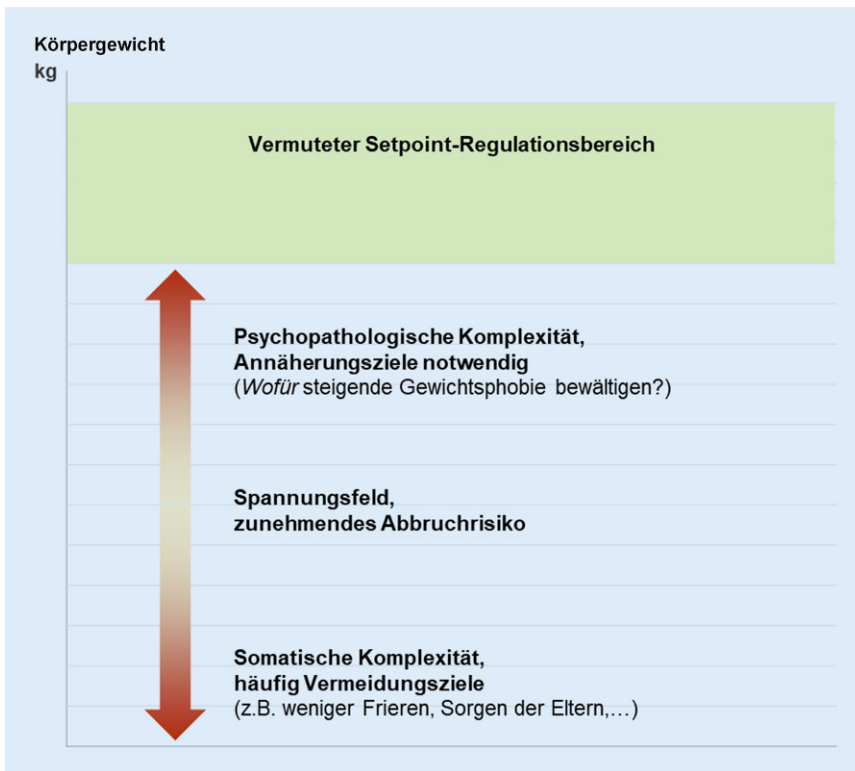 Körpergewicht
kg
Vermuteter Setpoint-Regulationsbereich
Psychopathologische Komplexität,
Annäherungsziele notwendig
(Wofür steigende Gewichtsphobie bewältigen?)
Spannungsfeld,
zunehmendes Abbruchrisiko
Somatische Komplexität,
häufig Vermeidungsziele
(z.B. weniger Frieren, Sorgen der Eltern,…)